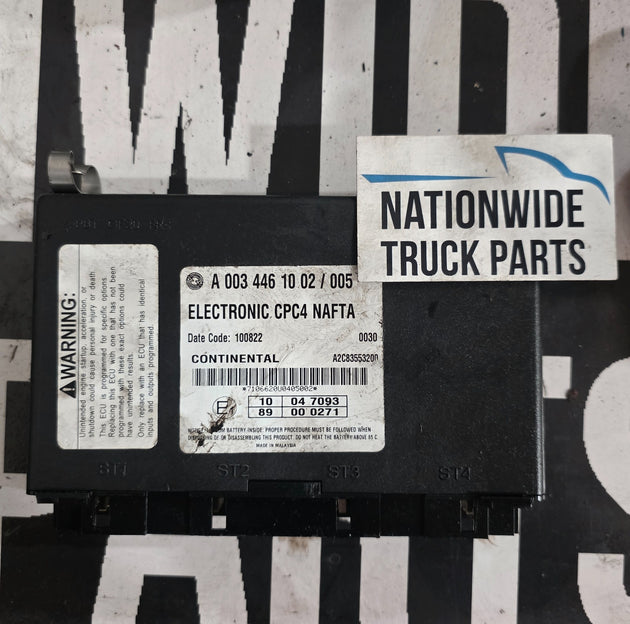 NATIONWIDE
TRUCK PARTS
A 003 446 10 02 / 005
ELECTRONIC CPC4 NAFTA
Date Code: 100822 0030
CONTINENTAL A2C8355320
*7106620U0405002*
10 04 7093
89 00 0271
INSIDE: PROPER PROCEDURE MUST BE FOLLOWED WHEN
OF OR DISASSEMBLING THIS PRODUCT. DO NOT HEAT THE BATTERY ABOVE 85 C.
MADE IN MALAYSIA
WARNING:
Unintended engine startup, acceleration, or
shutdown could cause personal injury or death
This ECU is programmed for specific options
Replacing this ECU with one that has not been
programmed with these exact options could
have unintended results.
Only replace with an ECU that has identical
inputs and outputs programmed.
ST1 ST2 ST3 ST4